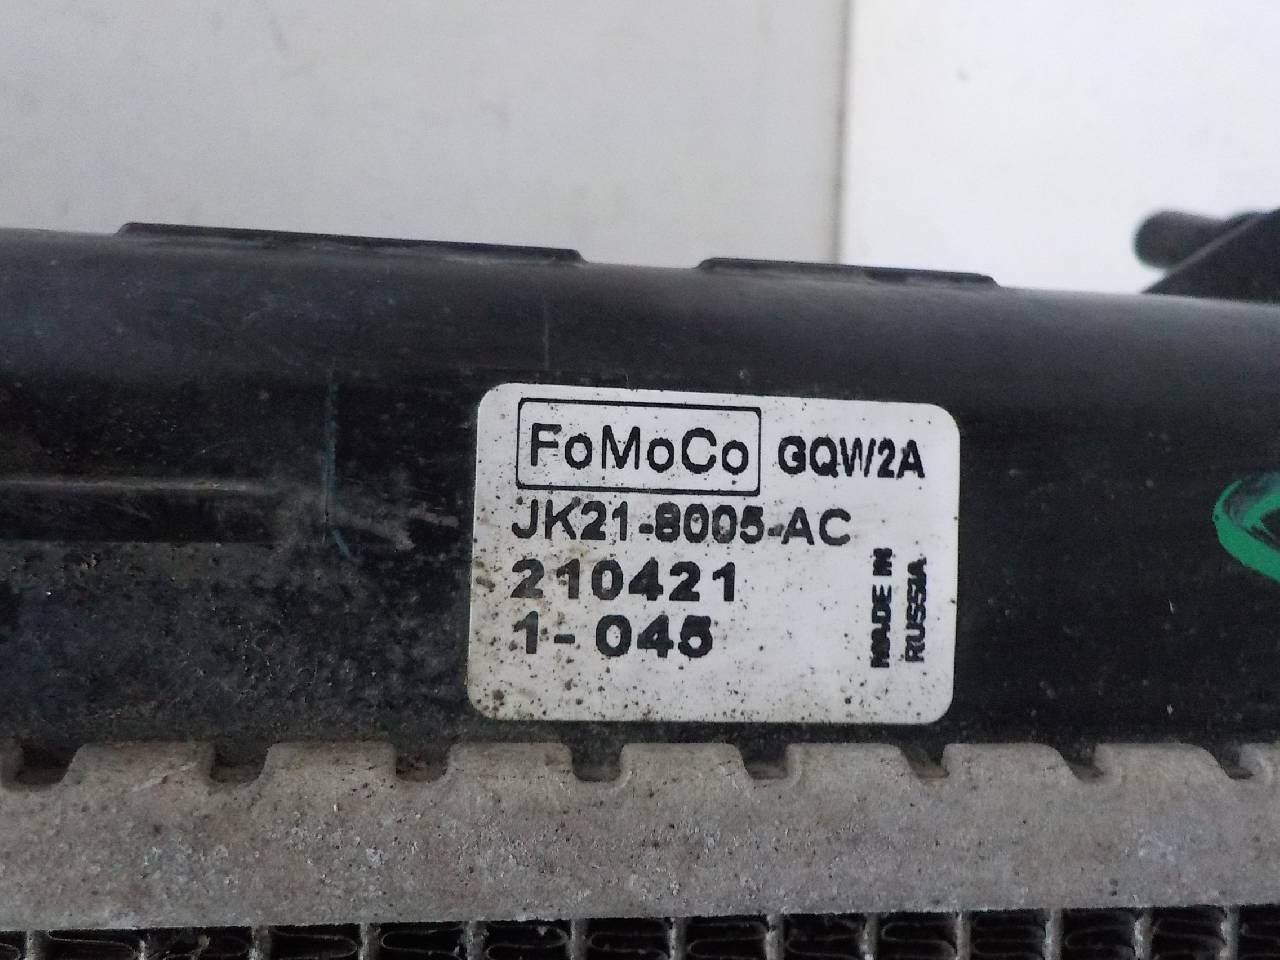 FoMoCo GQW/2A
JK21-8005-AC
210421
1-045
MADE IN
RUSSIA